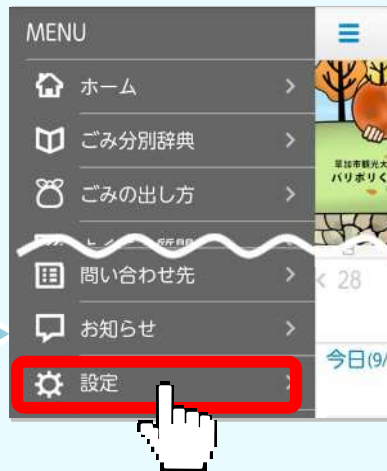 MENU
ホーム
ごみ分別辞典
ごみの出し方
問い合わせ先
お知らせ
設定
草加市観光大
パリポリく
28
今日(9/